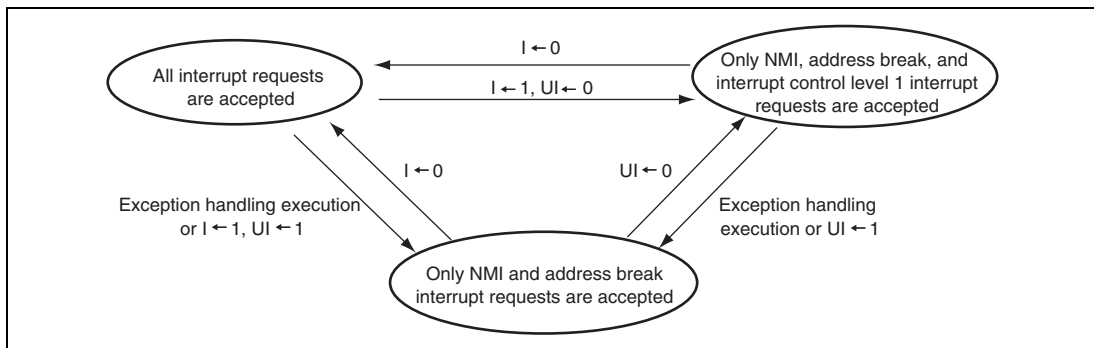 I ← 0
All interrupt requests
are accepted
I ← 1, UI ← 0
Only NMI, address break, and
interrupt control level 1 interrupt
requests are accepted
I ← 0
UI ← 0
Exception handling execution
or I ← 1, UI ← 1
Exception handling
execution or UI ← 1
Only NMI and address break
interrupt requests are accepted